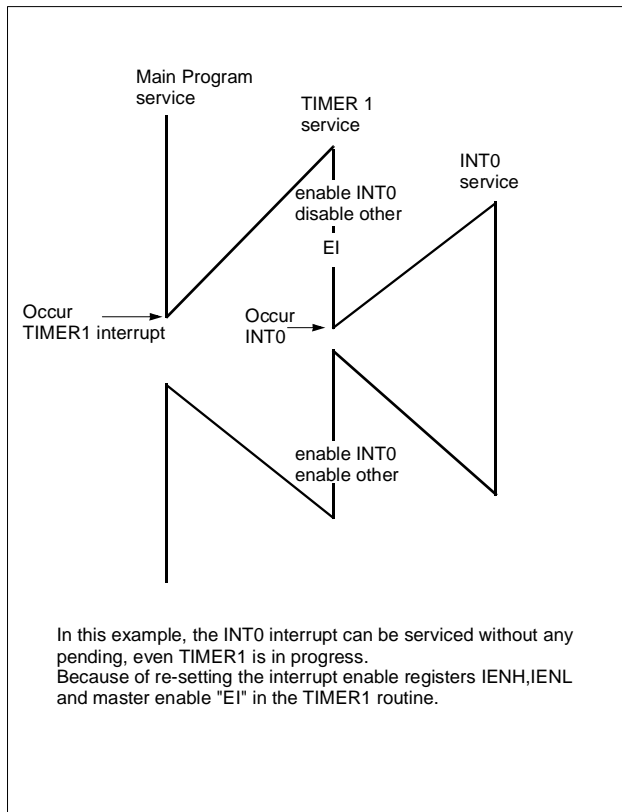 Main Program
service
TIMER 1
service
INT0
service
enable INT0
disable other
EI
Occur
TIMER1 interrupt
Occur
INT0
enable INT0
enable other
In this example, the INT0 interrupt can be serviced without any
pending, even TIMER1 is in progress.
Because of re-setting the interrupt enable registers IENH,IENL
and master enable "EI" in the TIMER1 routine.